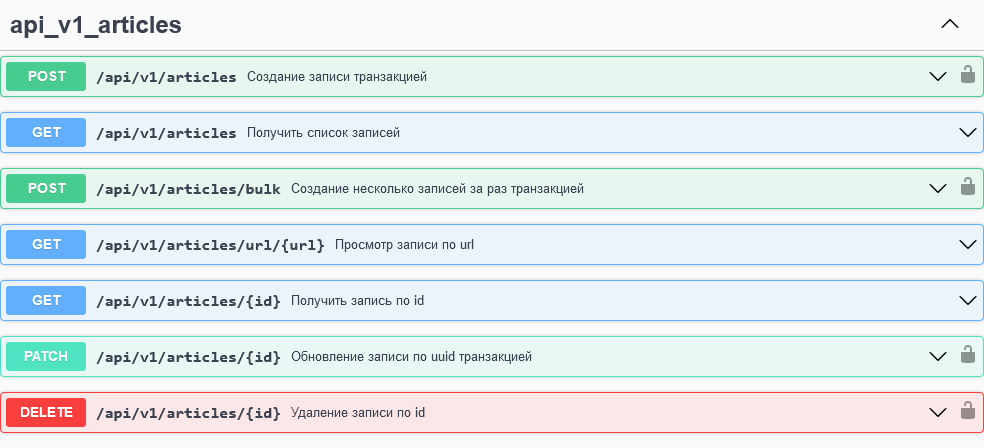 api_v1_articles
POST /api/v1/articles Создание записи транзакцией
GET /api/v1/articles Получить список записей
POST /api/v1/articles/bulk Создание несколько записей за раз транзакцией
GET /api/v1/articles/url/{url} Просмотр записи по url
GET /api/v1/articles/{id} Получить запись по id
PATCH /api/v1/articles/{id} Обновление записи по uuid транзакцией
DELETE /api/v1/articles/{id} Удаление записи по id